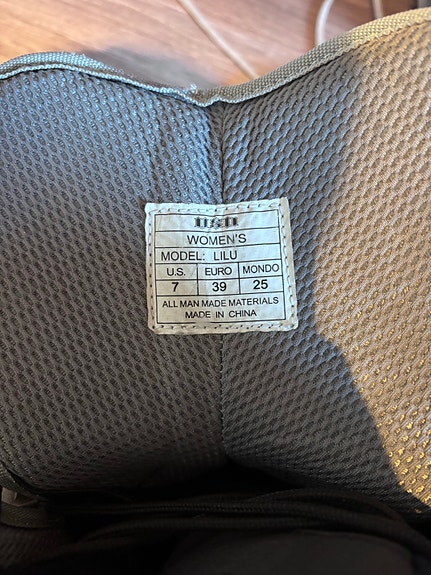 WOMEN'S
MODEL: LILU
U.S. EURO MONDO
7 39 25
ALL MAN MADE MATERIALS
MADE IN CHINA